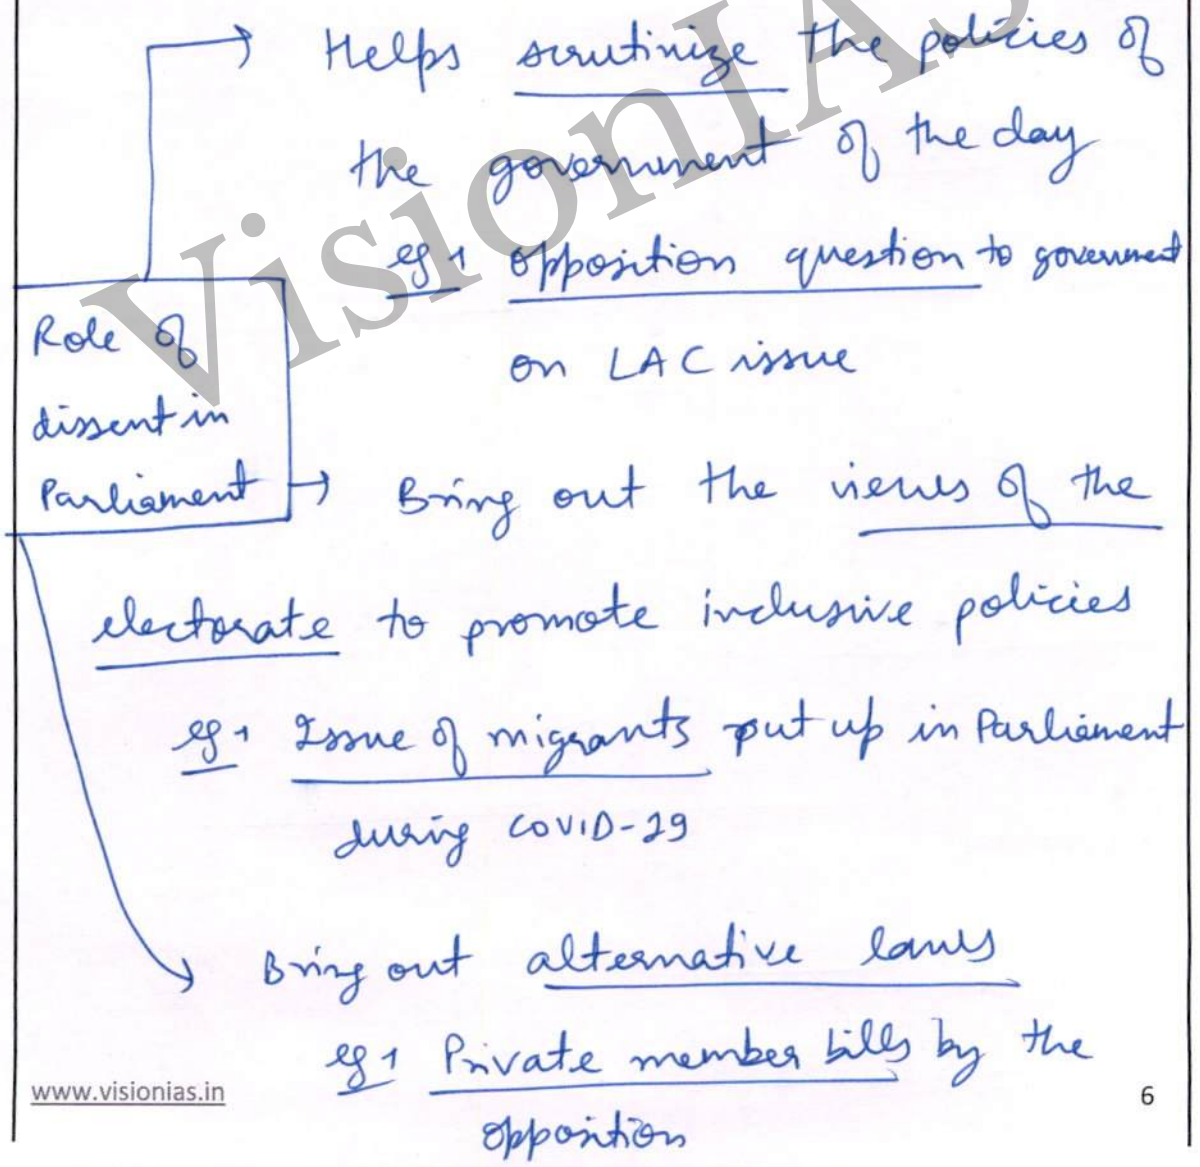 Helps scrutinize the policies of
the government of the day
eg → opposition question to government
on LAC issue
Role of
dissent in
Parliament → Bring out the views of the
electorate to promote inclusive policies
eg → Issue of migrants put up in Parliament
during COVID-19
Bring out alternative laws
eg → Private member bills by the
opposition
www.visionias.in
6
VisionIAS